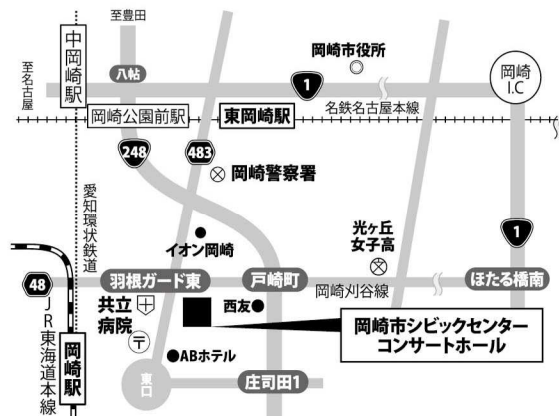 至豊田
中岡崎駅
至名古屋
八帖
岡崎市役所
1
岡崎
I.C
岡崎公園前駅
東岡崎駅
名鉄名古屋本線
248
483
岡崎警察署
愛知環状鉄道
イオン岡崎
光ヶ丘
女子高
1
48
羽根ガード東
戸崎町
岡崎刈谷線
ほたる橋南
共立
病院
西友
岡崎市シビックセンター
コンサートホール
JR東海道本線
岡崎駅
〒
ABホテル
東口
庄司田1